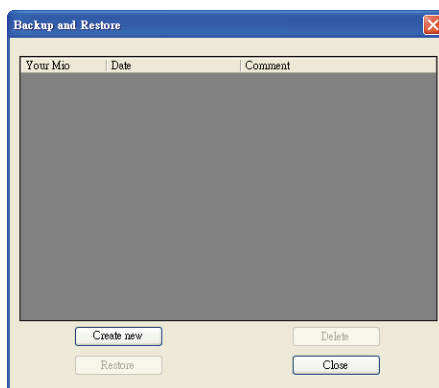 Backup and Restore
Your Mio Date Comment
Create new Delete
Restore Close